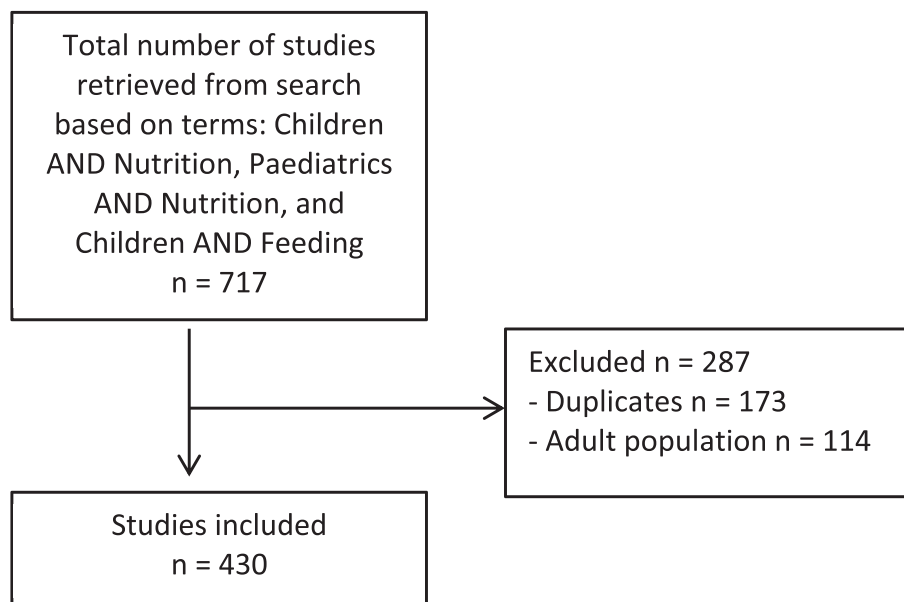 Total number of studies
retrieved from search
based on terms: Children
AND Nutrition, Paediatrics
AND Nutrition, and
Children AND Feeding
n = 717
Excluded n = 287
- Duplicates n = 173
- Adult population n = 114
Studies included
n = 430